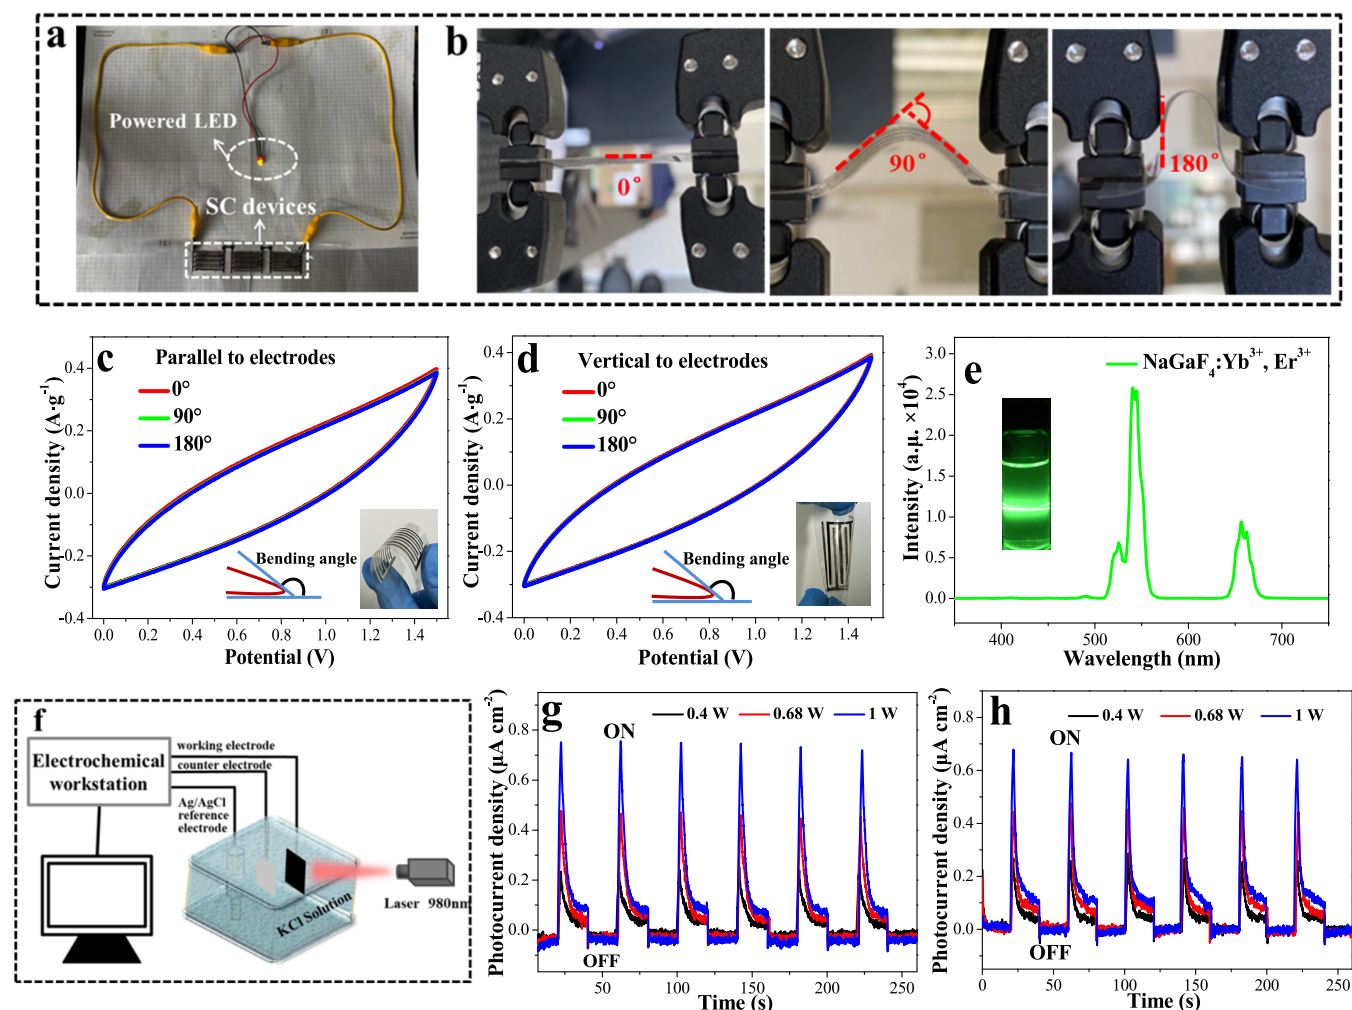 a
Powered LED
SC devices
b
0°
90°
180°
c
Parallel to electrodes
0°
90°
180°
Bending angle
0.4
0.2
0.0
-0.2
-0.4
0.0 0.2 0.4 0.6 0.8 1.0 1.2 1.4
Current density (A·g⁻¹)
Potential (V)
d
Vertical to electrodes
0°
90°
180°
Bending angle
0.4
0.2
0.0
-0.2
-0.4
0.0 0.2 0.4 0.6 0.8 1.0 1.2 1.4
Current density (A·g⁻¹)
Potential (V)
e
NaGaF₄:Yb³⁺, Er³⁺
3.0
2.5
2.0
1.5
1.0
0.5
0.0
400 500 600 700
Intensity (a.μ. ×10⁴)
Wavelength (nm)
f
Electrochemical
workstation
working electrode
counter electrode
Ag/AgCl
reference
electrode
KCl Solution
Laser 980nm
g
0.4 W 0.68 W 1 W
ON
OFF
0.8
0.6
0.4
0.2
0.0
50 100 150 200 250
Photocurrent density (μA cm⁻²)
Time (s)
h
0.4 W 0.68 W 1 W
ON
OFF
0.8
0.6
0.4
0.2
0.0
0 50 100 150 200 250
Photocurrent density (μA cm⁻²)
Time (s)